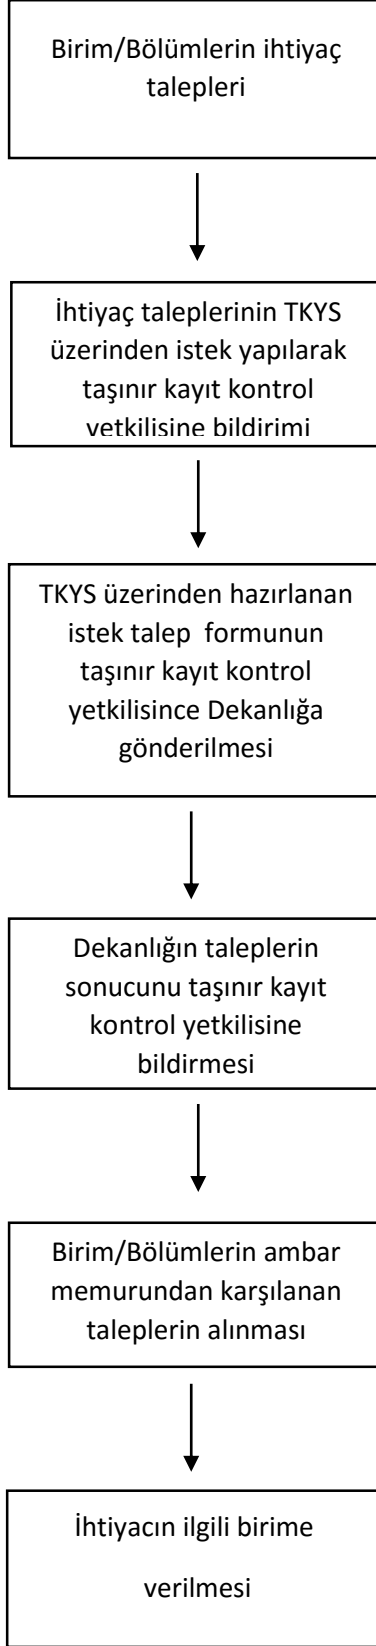 Birim/Bölümlerin ihtiyaç
talepleri
İhtiyaç taleplerinin TKYS
üzerinden istek yapılarak
taşınır kayıt kontrol
yetkilisine bildirimi
TKYS üzerinden hazırlanan
istek talep  formunun
taşınır kayıt kontrol
yetkilisince Dekanlığa
gönderilmesi
Dekanlığın taleplerin
sonucunu taşınır kayıt
kontrol yetkilisine
bildirmesi
Birim/Bölümlerin ambar
memurundan karşılanan
taleplerin alınması
İhtiyacın ilgili birime
verilmesi